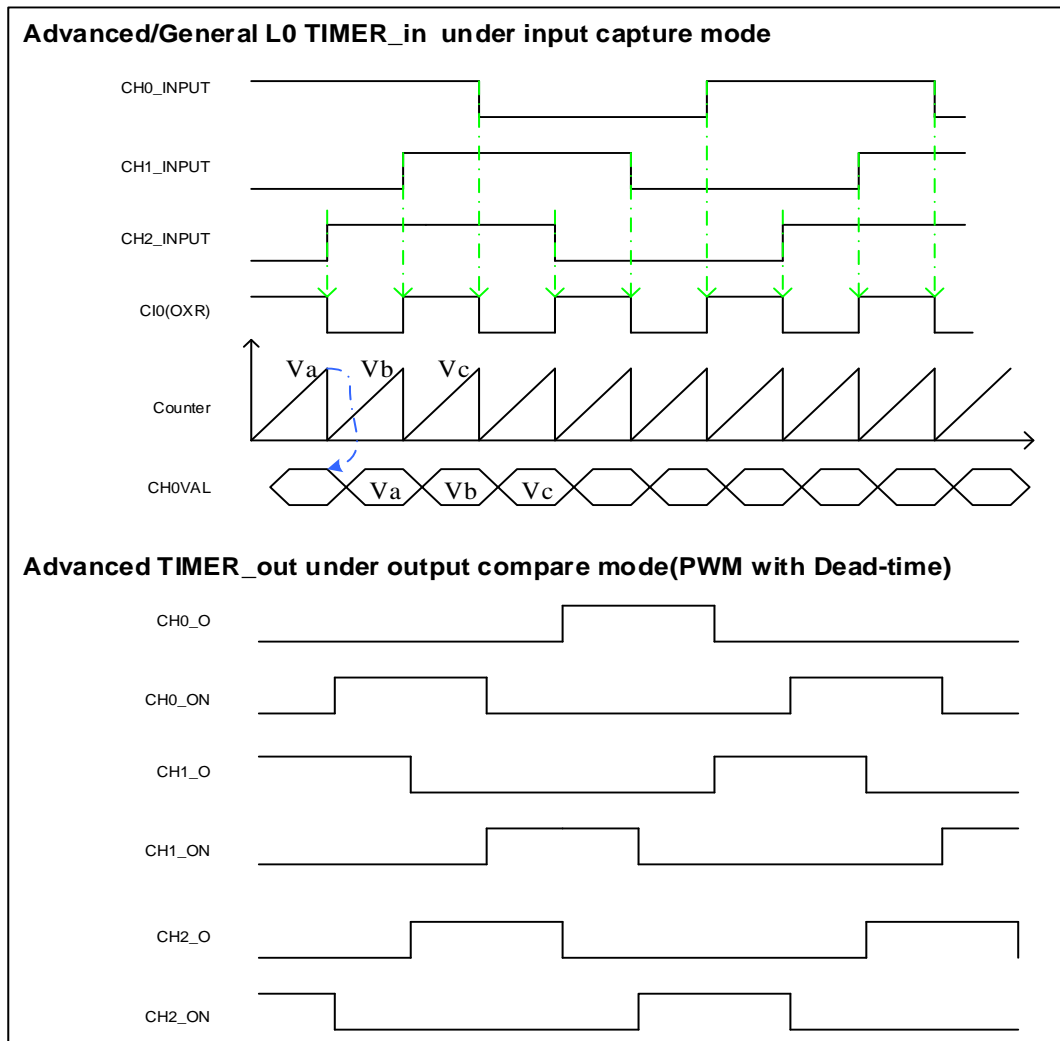 Advanced/General L0 TIMER_in under input capture mode
CH0_INPUT
CH1_INPUT
CH2_INPUT
CI0(OXR)
Va Vb Vc
Counter
CH0VAL
Va Vb Vc
Advanced TIMER_out under output compare mode(PWM with Dead-time)
CH0_O
CH0_ON
CH1_O
CH1_ON
CH2_O
CH2_ON